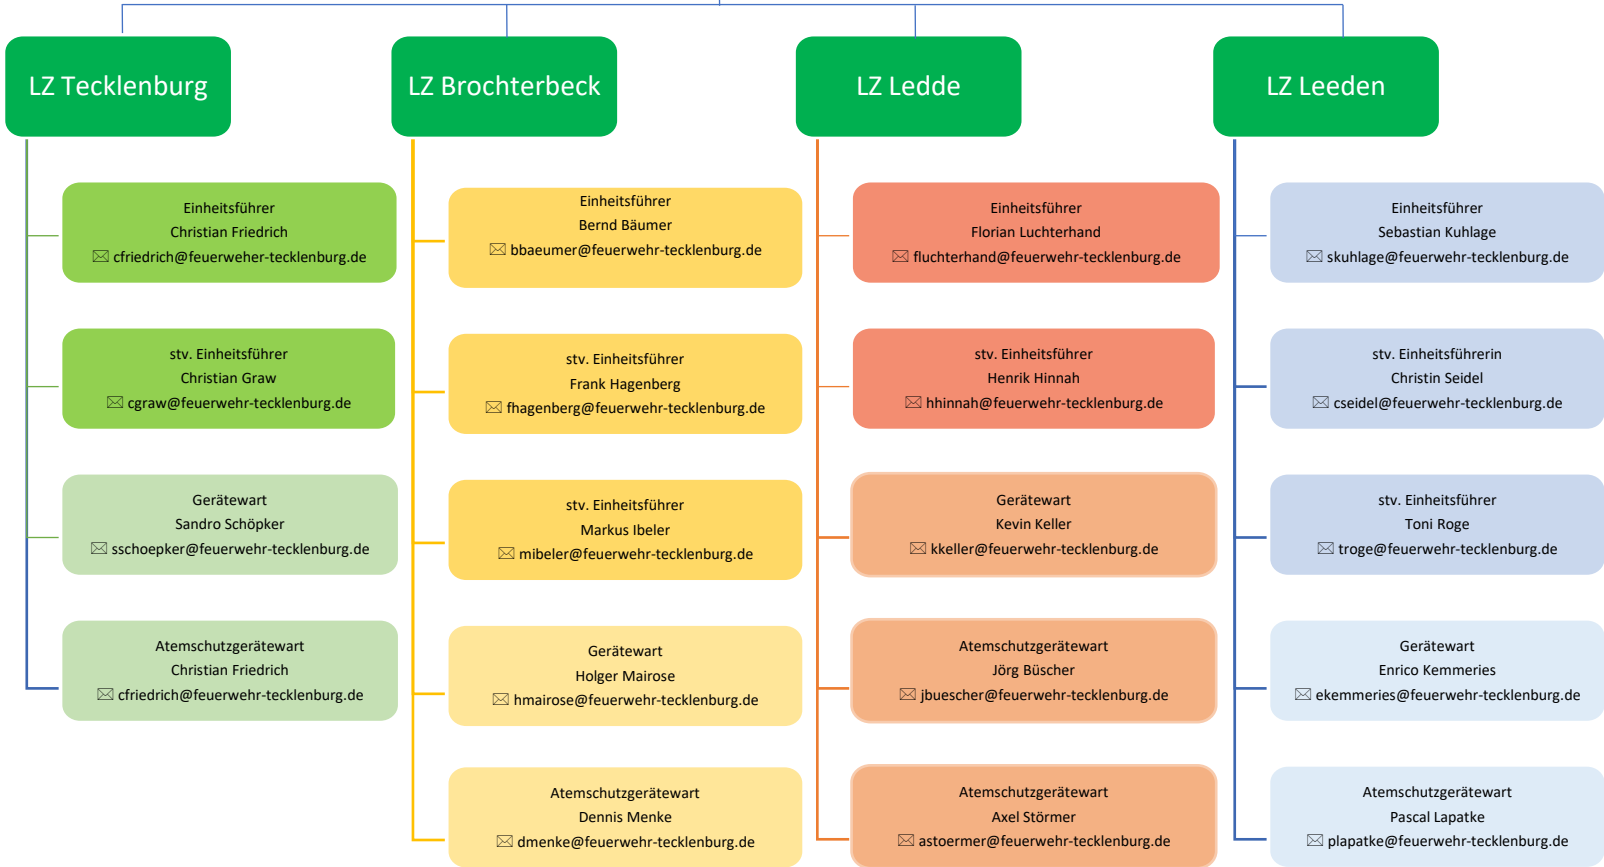 LZ Tecklenburg
Einheitsführer
Christian Friedrich
✉ cfriedrich@feuerweher-tecklenburg.de
stv. Einheitsführer
Christian Graw
✉ cgraw@feuerwehr-tecklenburg.de
Gerätewart
Sandro Schöpker
✉ sschoepker@feuerwehr-tecklenburg.de
Atemschutzgerätewart
Christian Friedrich
✉ cfriedrich@feuerwehr-tecklenburg.de
LZ Brochterbeck
Einheitsführer
Bernd Bäumer
✉ bbaeumer@feuerwehr-tecklenburg.de
stv. Einheitsführer
Frank Hagenberg
✉ fhagenberg@feuerwehr-tecklenburg.de
stv. Einheitsführer
Markus Ibeler
✉ mibeler@feuerwehr-tecklenburg.de
Gerätewart
Holger Mairose
✉ hmairose@feuerwehr-tecklenburg.de
Atemschutzgerätewart
Dennis Menke
✉ dmenke@feuerwehr-tecklenburg.de
LZ Ledde
Einheitsführer
Florian Luchterhand
✉ fluchterhand@feuerwehr-tecklenburg.de
stv. Einheitsführer
Henrik Hinnah
✉ hhinnah@feuerwehr-tecklenburg.de
Gerätewart
Kevin Keller
✉ kkeller@feuerwehr-tecklenburg.de
Atemschutzgerätewart
Jörg Büscher
✉ jbuescher@feuerwehr-tecklenburg.de
Atemschutzgerätewart
Axel Störmer
✉ astoermer@feuerwehr-tecklenburg.de
LZ Leeden
Einheitsführer
Sebastian Kuhlage
✉ skuhlage@feuerwehr-tecklenburg.de
stv. Einheitsführerin
Christin Seidel
✉ cseidel@feuerwehr-tecklenburg.de
stv. Einheitsführer
Toni Roge
✉ troge@feuerwehr-tecklenburg.de
Gerätewart
Enrico Kemmeries
✉ ekemmeries@feuerwehr-tecklenburg.de
Atemschutzgerätewart
Pascal Lapatke
✉ plapatke@feuerwehr-tecklenburg.de